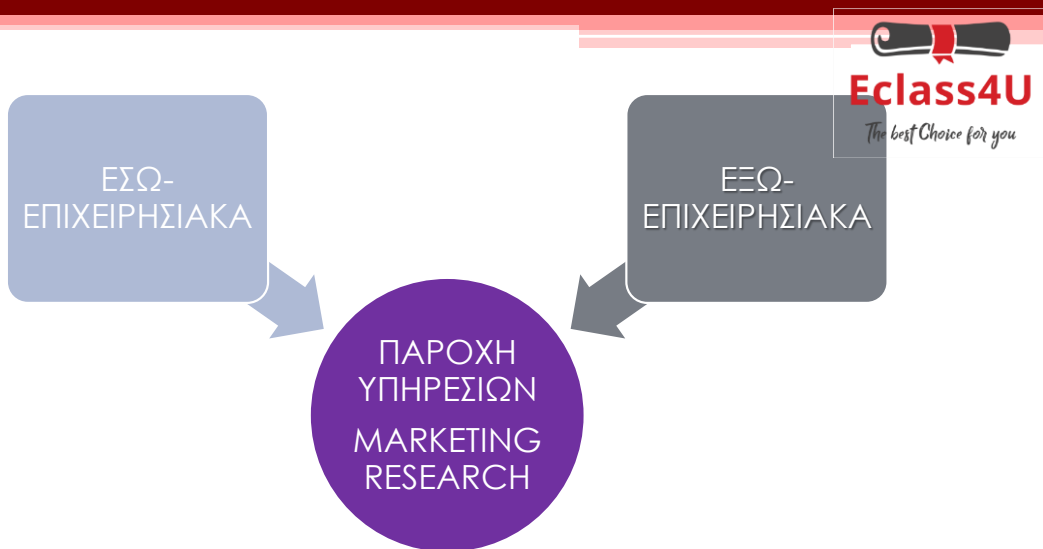 Eclass4U
The best Choice for you
ΕΣΩ-
ΕΠΙΧΕΙΡΗΣΙΑΚΑ
ΕΞΩ-
ΕΠΙΧΕΙΡΗΣΙΑΚΑ
ΠΑΡΟΧΗ
ΥΠΗΡΕΣΙΩΝ
MARKETING
RESEARCH